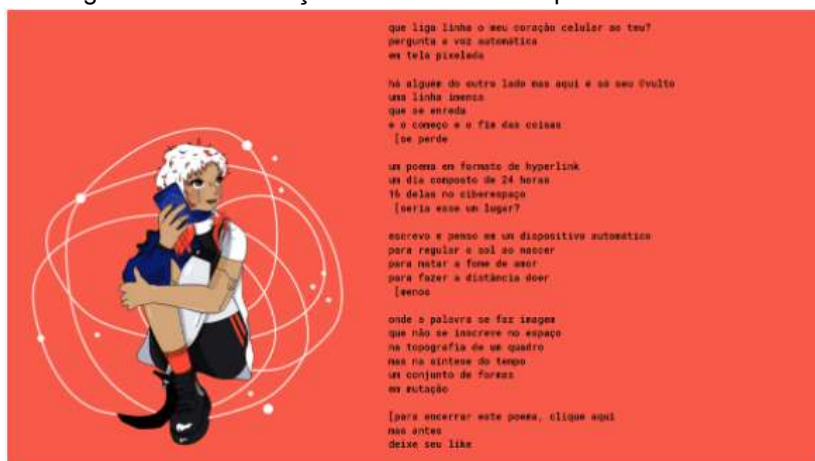 que liga linha o meu coração celular ao teu?
pergunta a voz automática
em tela pixelada
há alguém do outro lado mas aqui é só seu @vulto
uma linha imensa
que se enreda
e o começo e o fim das coisas
[se perde
um poema em formato de hyperlink
um dia composto de 24 horas
16 delas no ciberespaço
[seria esse um lugar?
escrevo e penso em um dispositivo automático
para regular o sol ao nascer
para matar a fome de amor
para fazer a distância doer
[menos
onde a palavra se faz imagem
que não se inscreve no espaço
na topografia de um quadro
mas na síntese do tempo
um conjunto de formas
em mutação
[para encerrar este poema, clique aqui
mas antes
deixe seu like